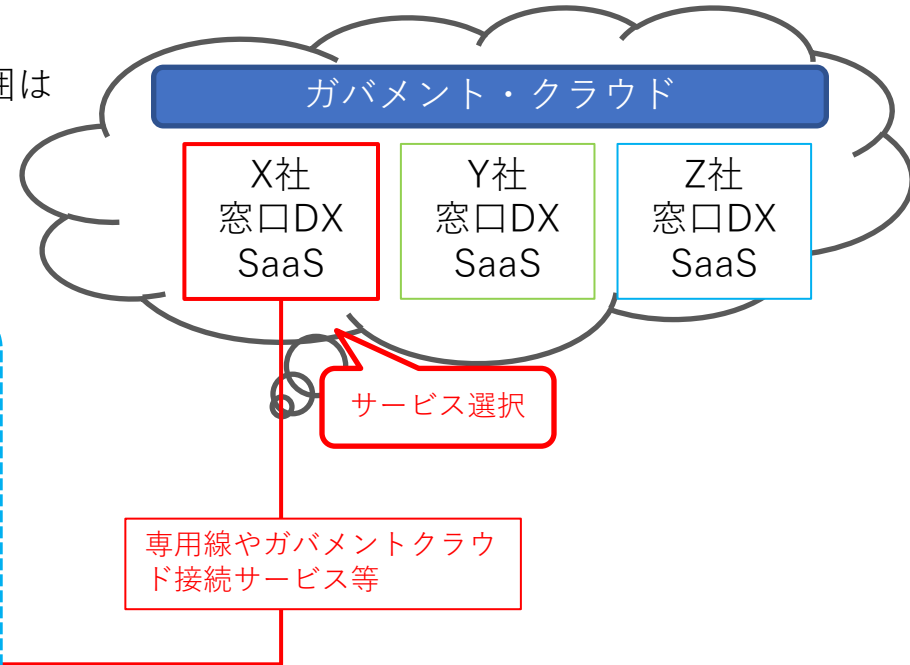 囲は
ガバメント・クラウド
X社
窓口DX
SaaS
Y社
窓口DX
SaaS
Z社
窓口DX
SaaS
サービス選択
専用線やガバメントクラウ
ド接続サービス等